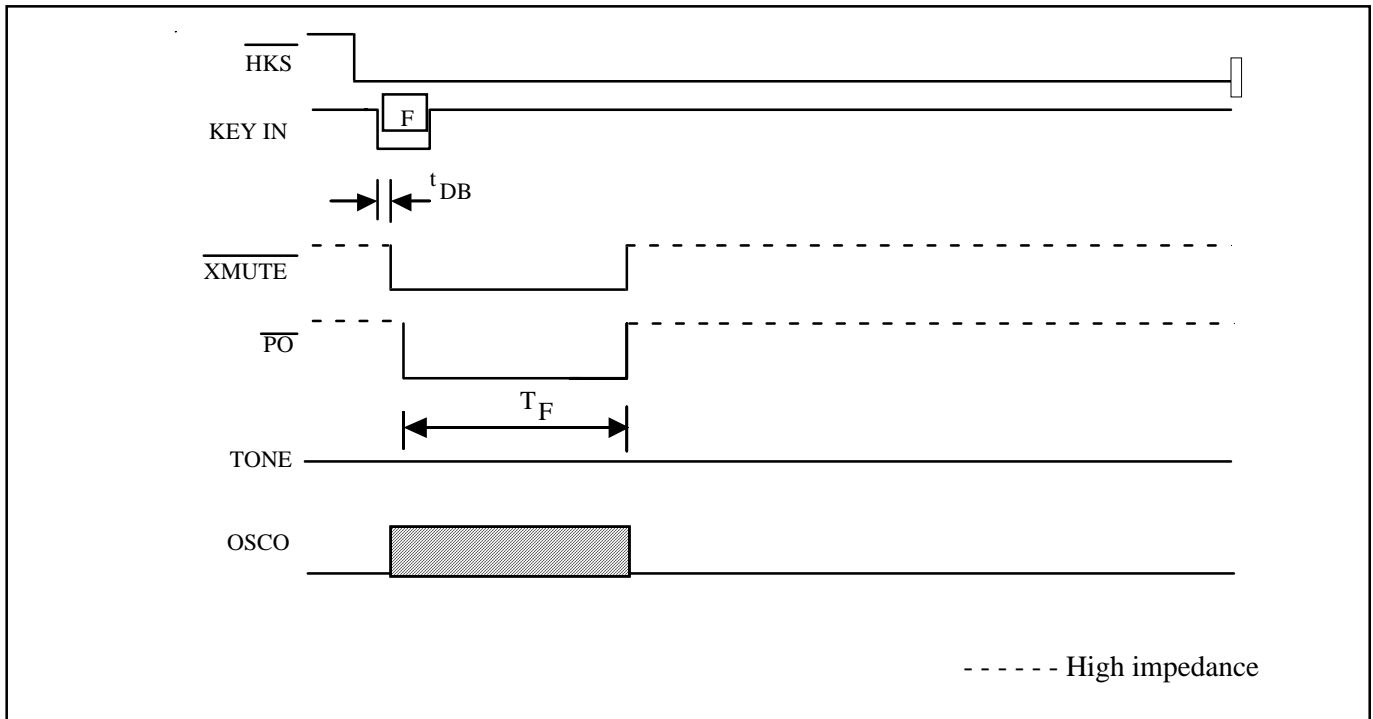 HKS
KEY IN
F
tDB
XMUTE
PO
TF
TONE
OSCO
- - - - - - High impedance